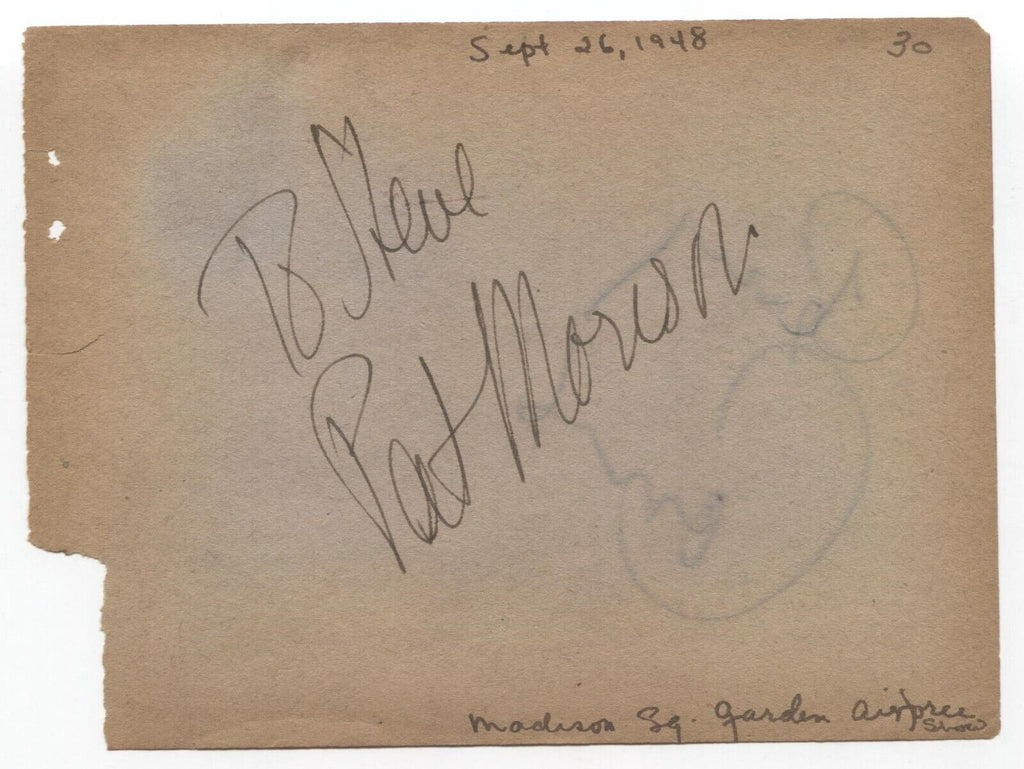 Sept 26, 1948
30
To Steve
Pat Morison
Madison Sq. Garden Airforce
Show